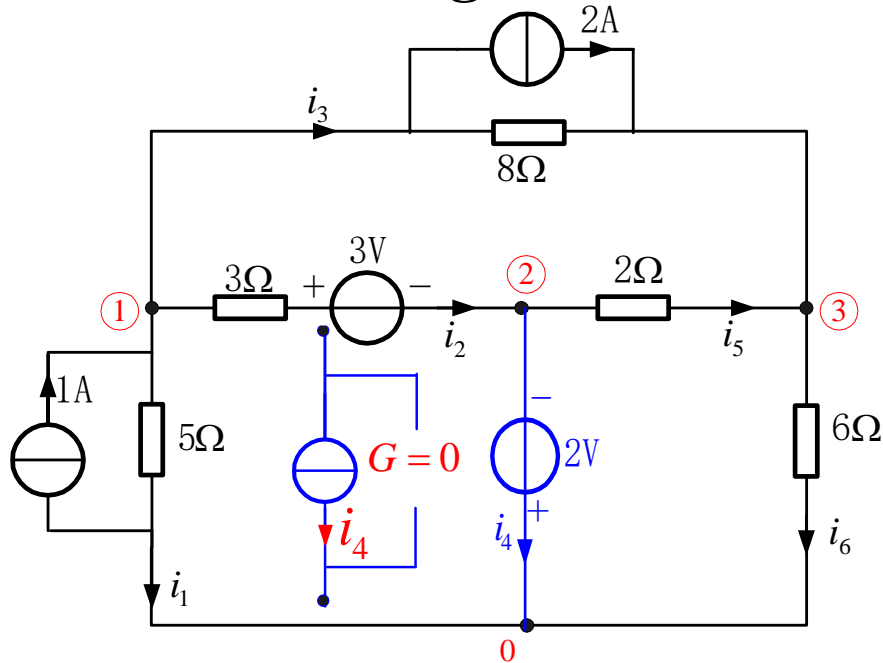 2A
i₃
8Ω
3V
②
3Ω
+
−
2Ω
①
③
i₂
i₅
1A
5Ω
G = 0
−
2V
6Ω
+
i₄
i₄
i₆
i₁
0